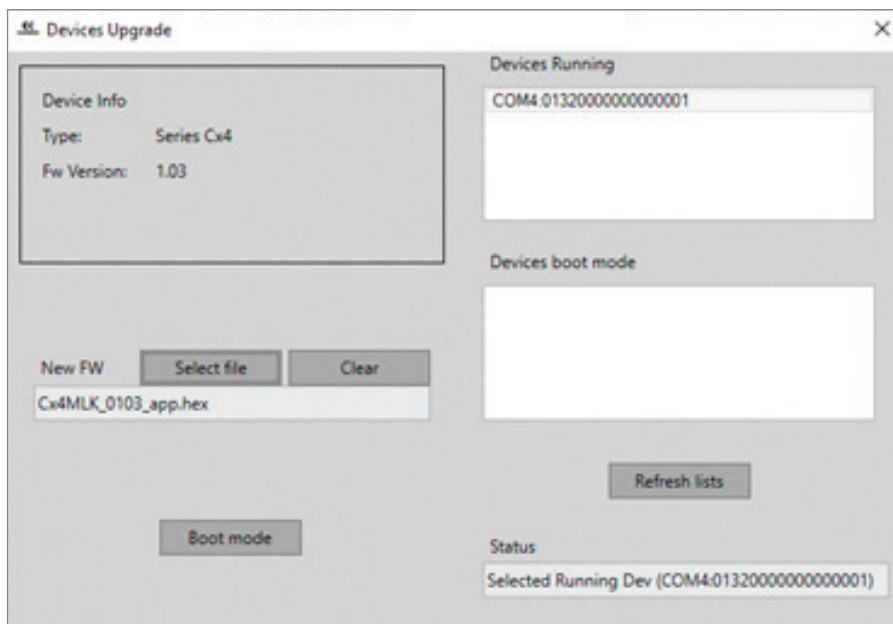 Devices Upgrade
Device Info
Type: Series Cx4
Fw Version: 1.03
New FW Select file Clear
Cx4MLK_0103_app.hex
Boot mode
Devices Running
COM4:01320000000000001
Devices boot mode
Refresh lists
Status
Selected Running Dev (COM4:01320000000000001)